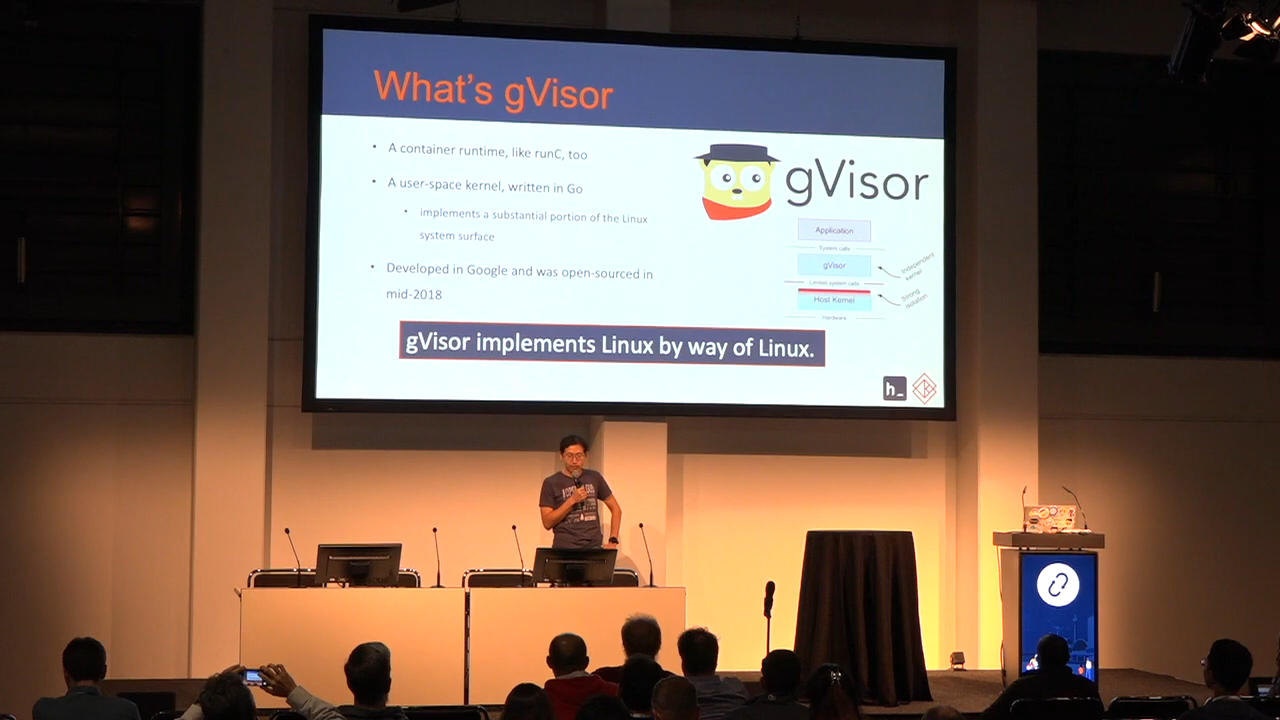 What's gVisor
• A container runtime, like runC, too
• A user-space kernel, written in Go
• implements a substantial portion of the Linux
system surface
• Developed in Google and was open-sourced in
mid-2018
gVisor implements Linux by way of Linux.
gVisor
Application
System calls
gVisor
Independent
kernel
Limited system calls
Host Kernel
Strong
isolation
Hardware
h_